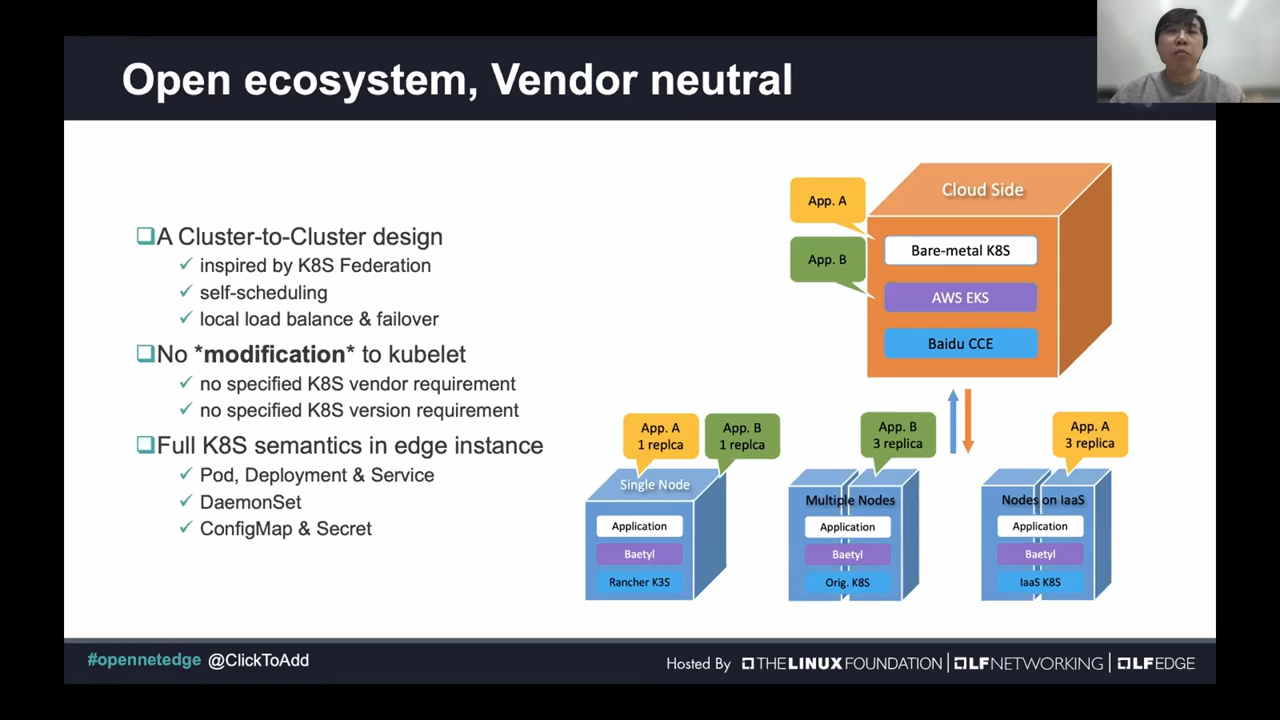 Open ecosystem, Vendor neutral
A Cluster-to-Cluster design
inspired by K8S Federation
self-scheduling
local load balance & failover
No *modification* to kubelet
no specified K8S vendor requirement
no specified K8S version requirement
Full K8S semantics in edge instance
Pod, Deployment & Service
DaemonSet
ConfigMap & Secret
Cloud Side
App. A
App. B
Bare-metal K8S
AWS EKS
Baidu CCE
App. A
1 replca
App. B
1 replca
Single Node
Application
Baetyl
Rancher K3S
App. B
3 replica
Multiple Nodes
Application
Baetyl
Orig. K8S
App. A
3 replica
Nodes on IaaS
Application
Baetyl
IaaS K8S
#opennetedge @ClickToAdd
Hosted By THE LINUX FOUNDATION | LF NETWORKING | LF EDGE